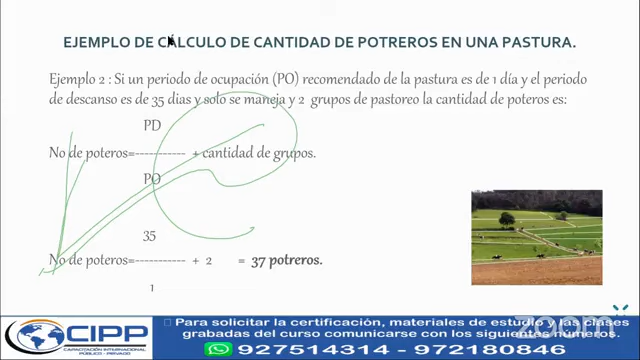 EJEMPLO DE CÁLCULO DE CANTIDAD DE POTREROS EN UNA PASTURA.
Ejemplo 2 : Si un periodo de ocupación (PO) recomendado de la pastura es de 1 día y el periodo
de descanso es de 35 dias y solo se maneja y 2 grupos de pastoreo la cantidad de poteros es:
PD
No de poteros=---------- + cantidad de grupos.
PO
35
No de poteros=---------- + 2 = 37 potreros.
1
zoom
CIPP
CAPACITACIÓN INTERNACIONAL
PÚBLICO - PRIVADO
Para solicitar la certificación, materiales de estudio y las clases
grabadas del curso comunicarse con los siguientes números.
927514314 - 972180846